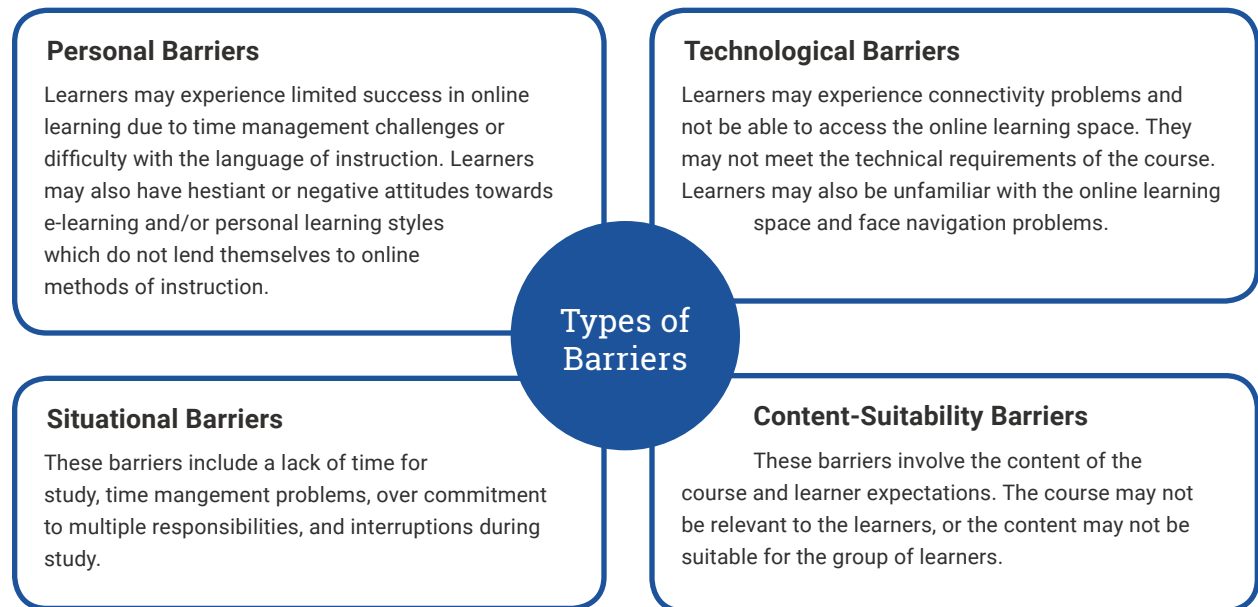 Personal Barriers
Learners may experience limited success in online
learning due to time management challenges or
difficulty with the language of instruction. Learners
may also have hestiant or negative attitudes towards
e-learning and/or personal learning styles
which do not lend themselves to online
methods of instruction.
Technological Barriers
Learners may experience connectivity problems and
not be able to access the online learning space. They
may not meet the technical requirements of the course.
Learners may also be unfamiliar with the online learning
space and face navigation problems.
Types of
Barriers
Situational Barriers
These barriers include a lack of time for
study, time mangement problems, over commitment
to multiple responsibilities, and interruptions during
study.
Content-Suitability Barriers
These barriers involve the content of the
course and learner expectations. The course may not
be relevant to the learners, or the content may not be
suitable for the group of learners.